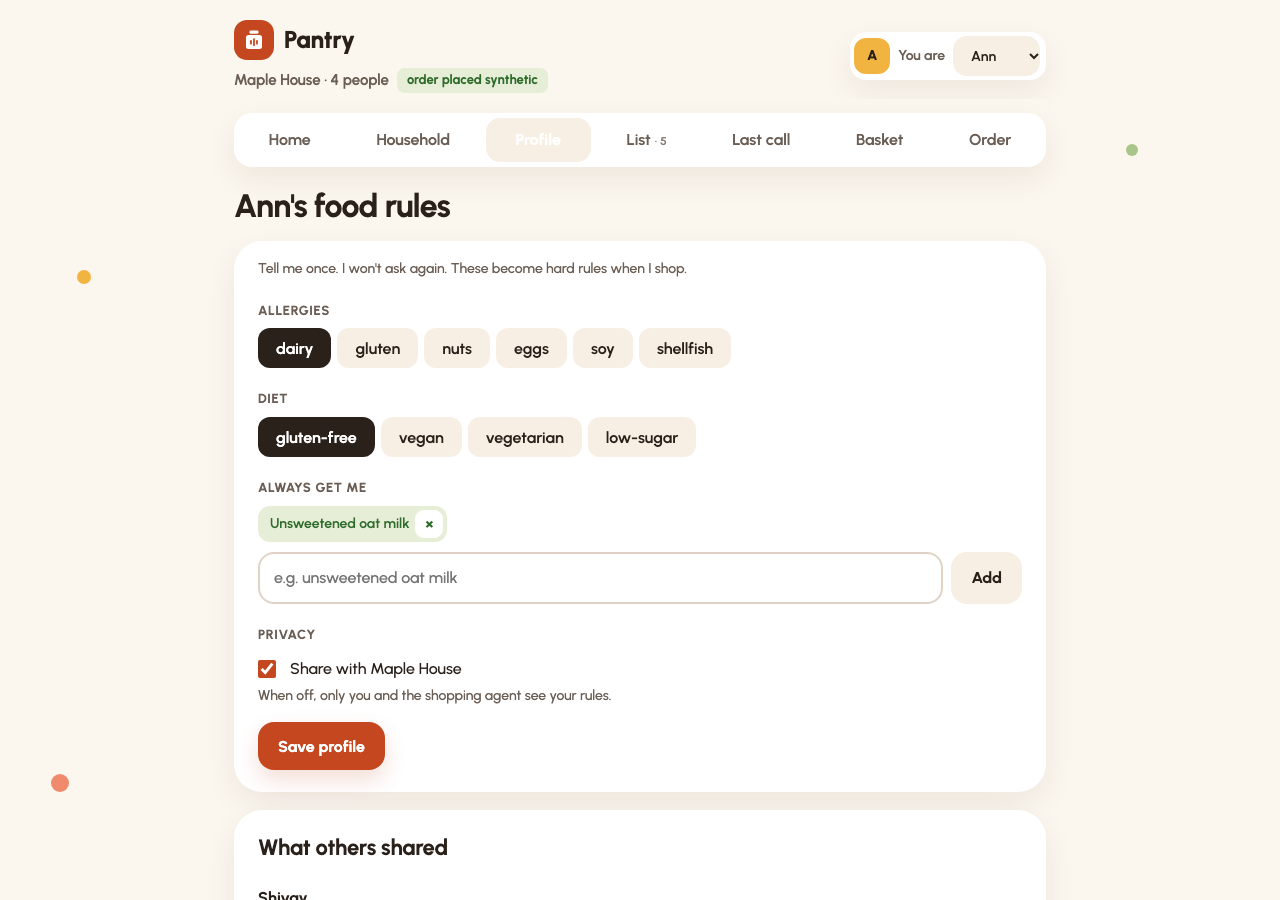 Pantry
Maple House · 4 people order placed synthetic
A You are Ann
Home Household Profile List · 5 Last call Basket Order
Ann's food rules
Tell me once. I won't ask again. These become hard rules when I shop.
ALLERGIES
dairy gluten nuts eggs soy shellfish
DIET
gluten-free vegan vegetarian low-sugar
ALWAYS GET ME
Unsweetened oat milk ×
e.g. unsweetened oat milk Add
PRIVACY
Share with Maple House
When off, only you and the shopping agent see your rules.
Save profile
What others shared
Shivay